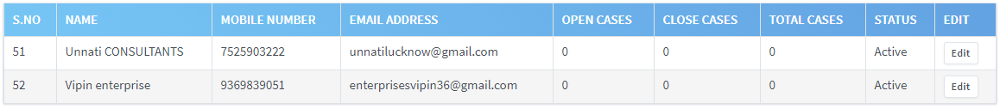 S.NO NAME MOBILE NUMBER EMAIL ADDRESS OPEN CASES CLOSE CASES TOTAL CASES STATUS EDIT
51 Unnati CONSULTANTS 7525903222 unnatilucknow@gmail.com 0 0 0 Active Edit
52 Vipin enterprise 9369839051 enterprisesvipin36@gmail.com 0 0 0 Active Edit